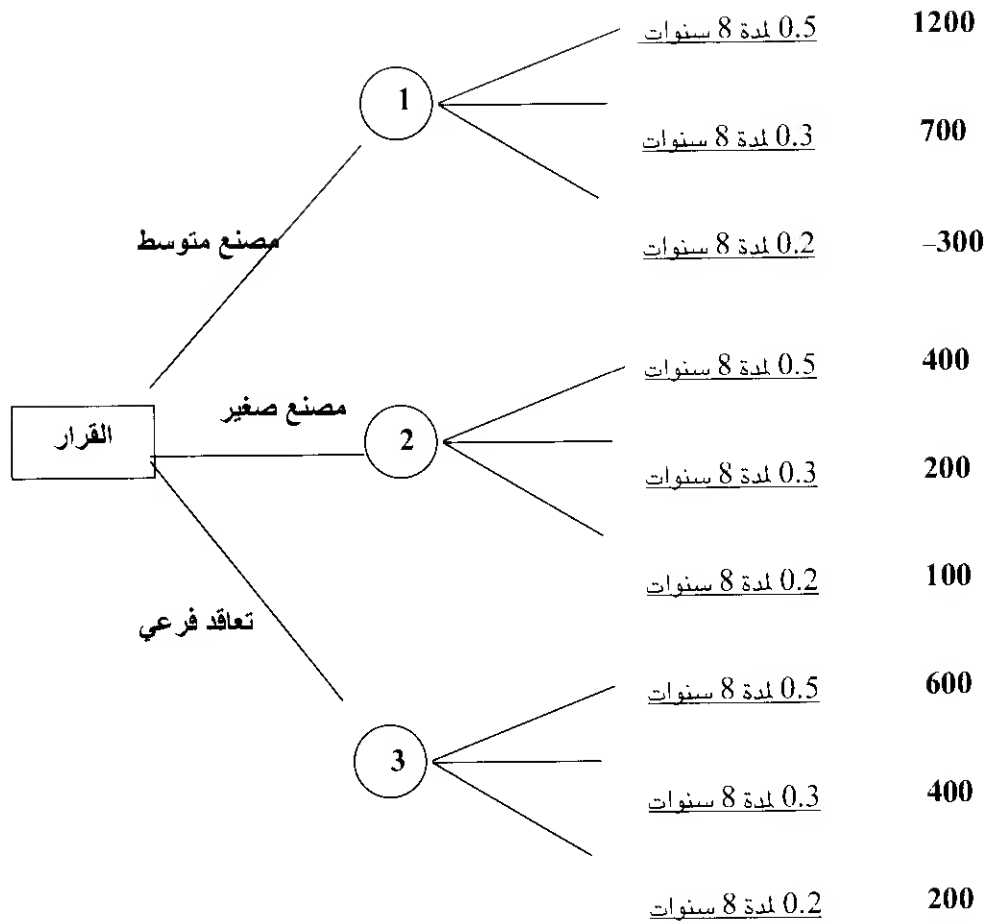 0.5 لمدة 8 سنوات 1200
1
0.3 لمدة 8 سنوات 700
مصنع متوسط
0.2 لمدة 8 سنوات –300
0.5 لمدة 8 سنوات 400
مصنع صغير
القرار
2
0.3 لمدة 8 سنوات 200
0.2 لمدة 8 سنوات 100
تعاقد فرعي
0.5 لمدة 8 سنوات 600
3
0.3 لمدة 8 سنوات 400
0.2 لمدة 8 سنوات 200